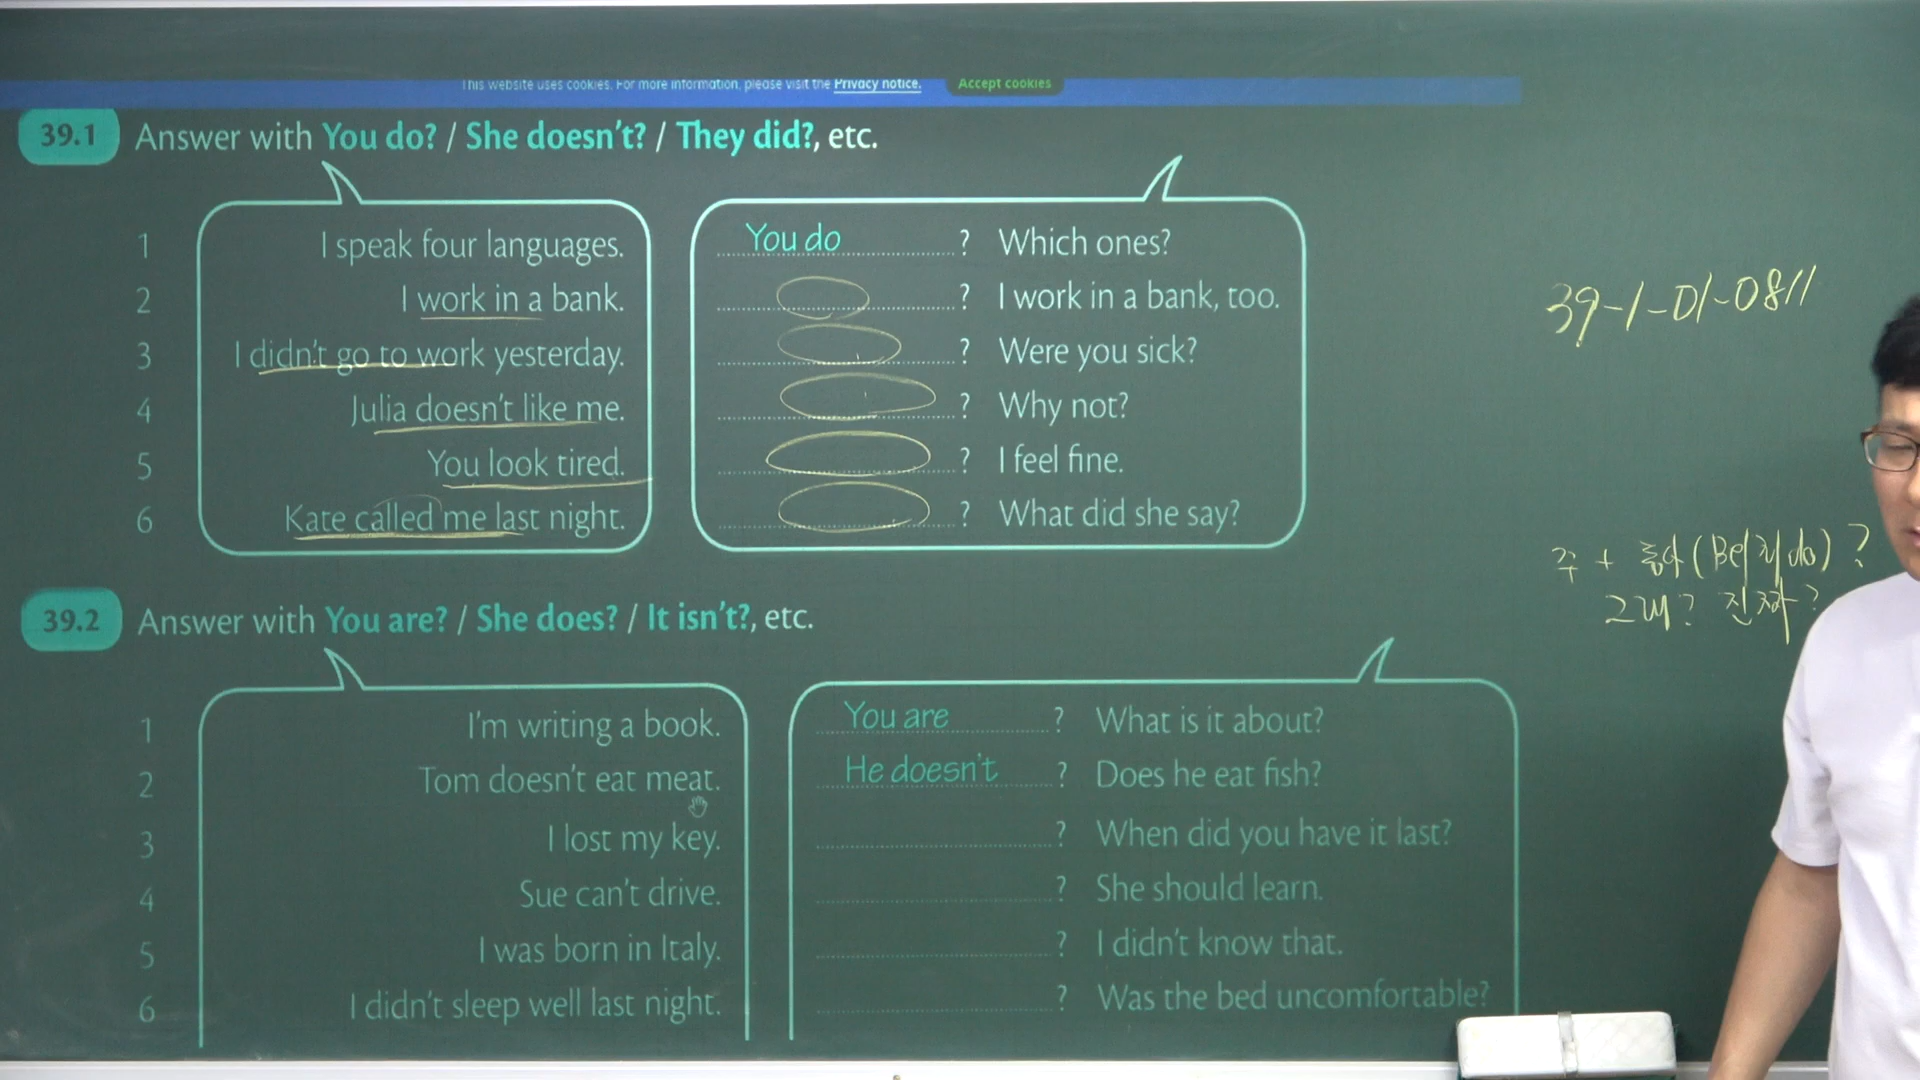 This website uses cookies. For more information, please visit the Privacy notice. Accept cookies
39.1 Answer with You do? / She doesn't? / They did?, etc.
1 I speak four languages. You do ? Which ones?
2 I work in a bank. ? I work in a bank, too.
3 I didn't go to work yesterday. ? Were you sick?
4 Julia doesn't like me. ? Why not?
5 You look tired. ? I feel fine.
6 Kate called me last night. ? What did she say?
39-1-01-0811
주 + 동사 (Be/조/do) ?
그래? 진짜?
39.2 Answer with You are? / She does? / It isn't?, etc.
1 I'm writing a book. You are ? What is it about?
2 Tom doesn't eat meat. He doesn't ? Does he eat fish?
3 I lost my key. ? When did you have it last?
4 Sue can't drive. ? She should learn.
5 I was born in Italy. ? I didn't know that.
6 I didn't sleep well last night. ? Was the bed uncomfortable?